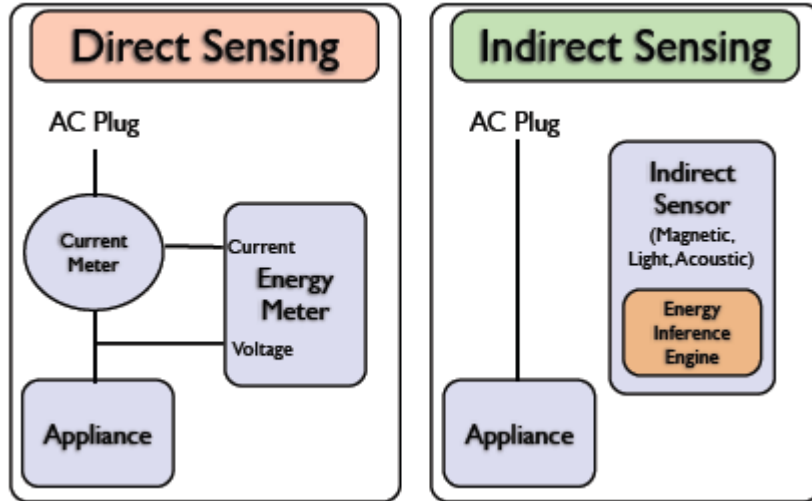 Direct Sensing
AC Plug
Current
Meter
Current
Energy
Meter
Voltage
Appliance
Indirect Sensing
AC Plug
Indirect
Sensor
(Magnetic,
Light, Acoustic)
Energy
Inference
Engine
Appliance